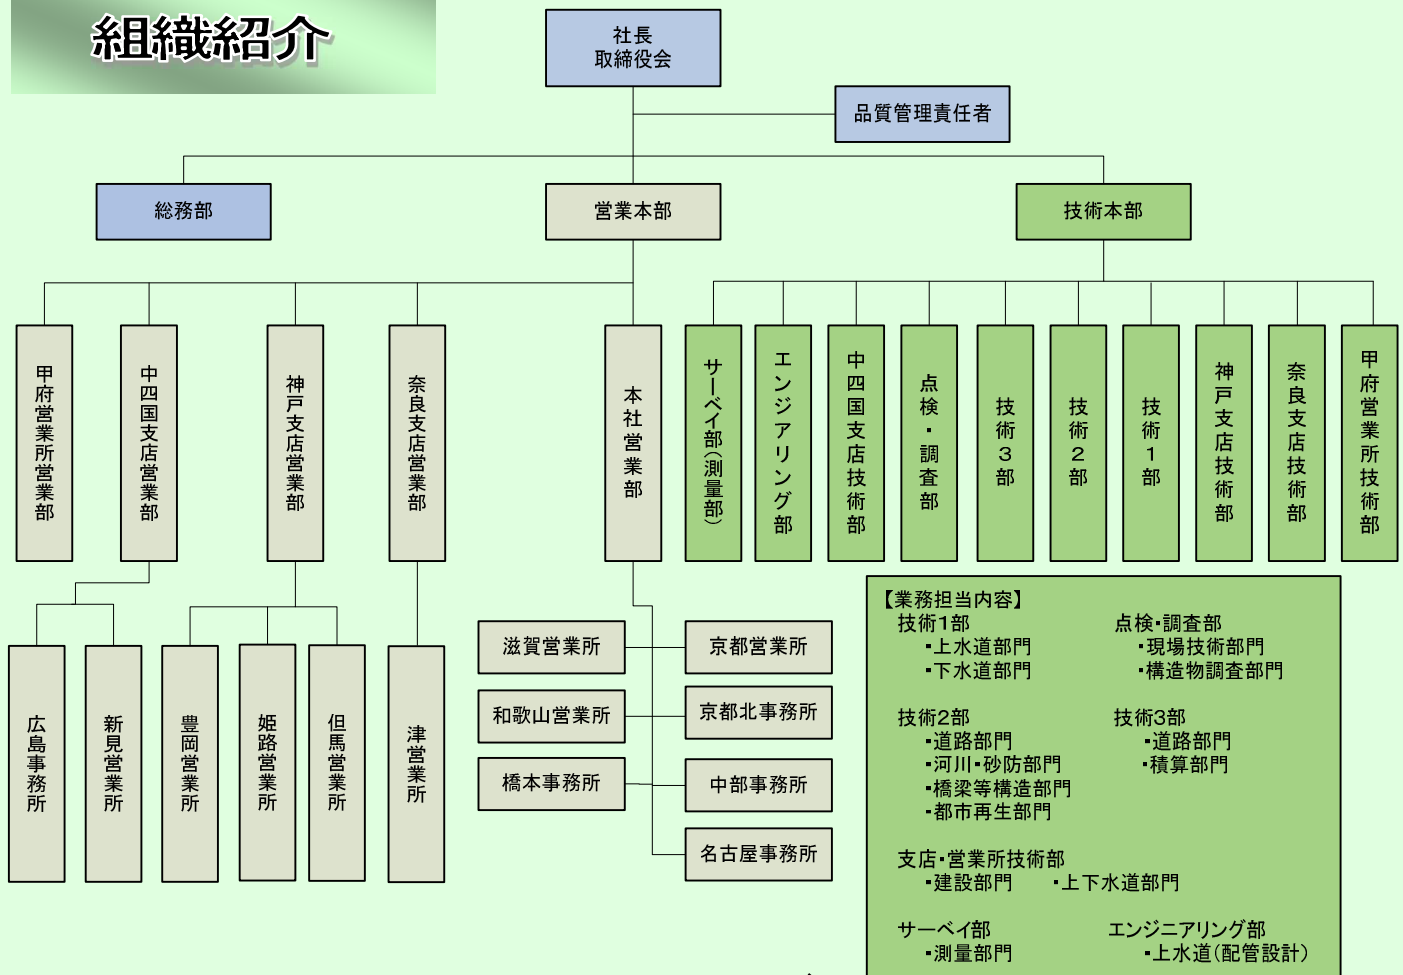 組織紹介
社長
取締役会
品質管理責任者
総務部
営業本部
技術本部
甲府営業所営業部
中四国支店営業部
神戸支店営業部
奈良支店営業部
本社営業部
サーベイ部(測量部)
エンジアリング部
中四国支店技術部
点検・調査部
技術3部
技術2部
技術1部
神戸支店技術部
奈良支店技術部
甲府営業所技術部
広島事務所
新見営業所
豊岡営業所
姫路営業所
但馬営業所
津営業所
滋賀営業所
京都営業所
和歌山営業所
京都北事務所
橋本事務所
中部事務所
名古屋事務所
【業務担当内容】
技術1部 点検・調査部
・上水道部門 ・現場技術部門
・下水道部門 ・構造物調査部門
技術2部 技術3部
・道路部門 ・道路部門
・河川・砂防部門 ・積算部門
・橋梁等構造部門
・都市再生部門
支店・営業所技術部
・建設部門 ・上下水道部門
サーベイ部 エンジニアリング部
・測量部門 ・上水道(配管設計)